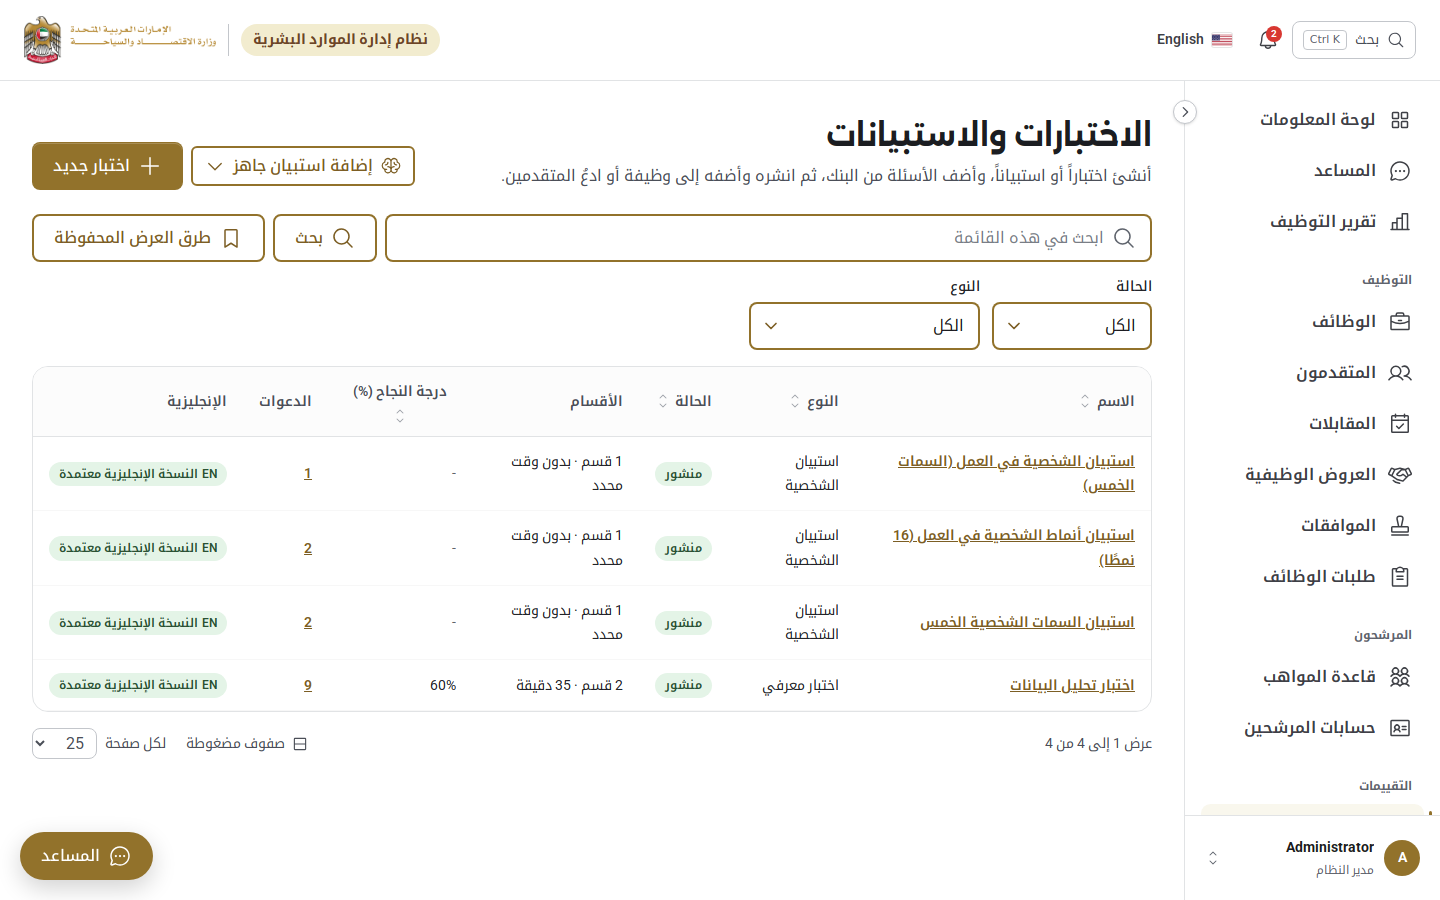 الإمارات العربية المتحدة
وزارة الاقتصاد والسياحة
نظام إدارة الموارد البشرية
English
2
بحث
Ctrl K
لوحة المعلومات
المساعد
تقرير التوظيف
التوظيف
الوظائف
المتقدمون
المقابلات
العروض الوظيفية
الموافقات
طلبات الوظائف
المرشحون
قاعدة المواهب
حسابات المرشحين
التقييمات
A
Administrator
مدير النظام
الاختبارات والاستبيانات
أنشئ اختباراً أو استبياناً، وأضف الأسئلة من البنك، ثم انشره وأضفه إلى وظيفة أو ادعُ المتقدمين.
إضافة استبيان جاهز
اختبار جديد
ابحث في هذه القائمة
بحث
طرق العرض المحفوظة
الحالة
الكل
النوع
الكل
الاسم
النوع
الحالة
الأقسام
درجة النجاح (%)
الدعوات
الإنجليزية
استبيان الشخصية في العمل (السمات
الخمس)
استبيان
الشخصية
منشور
1 قسم · بدون وقت
محدد
-
1
EN النسخة الإنجليزية معتمدة
استبيان أنماط الشخصية في العمل (16
نمطًا)
استبيان
الشخصية
منشور
1 قسم · بدون وقت
محدد
-
2
EN النسخة الإنجليزية معتمدة
استبيان السمات الشخصية الخمس
استبيان
الشخصية
منشور
1 قسم · بدون وقت
محدد
-
2
EN النسخة الإنجليزية معتمدة
اختبار تحليل البيانات
اختبار معرفي
منشور
2 قسم · 35 دقيقة
60%
9
EN النسخة الإنجليزية معتمدة
عرض 1 إلى 4 من 4
صفوف مضغوطة
لكل صفحة
25
المساعد